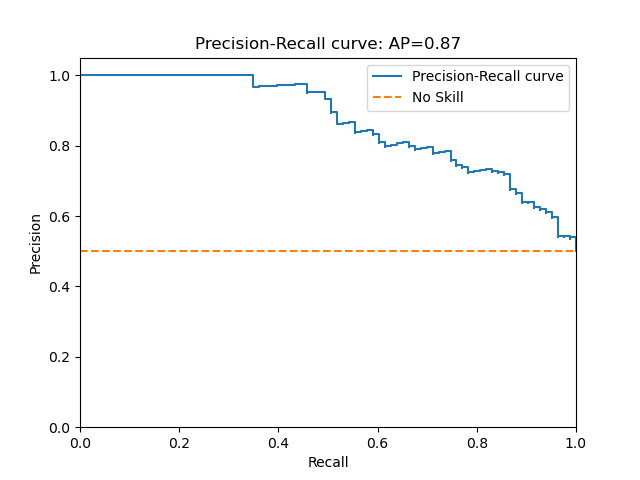 Precision-Recall curve: AP=0.87
1.0
Precision-Recall curve
No Skill
0.8
0.6
0.4
0.2
0.0
Precision
0.0 0.2 0.4 0.6 0.8 1.0
Recall